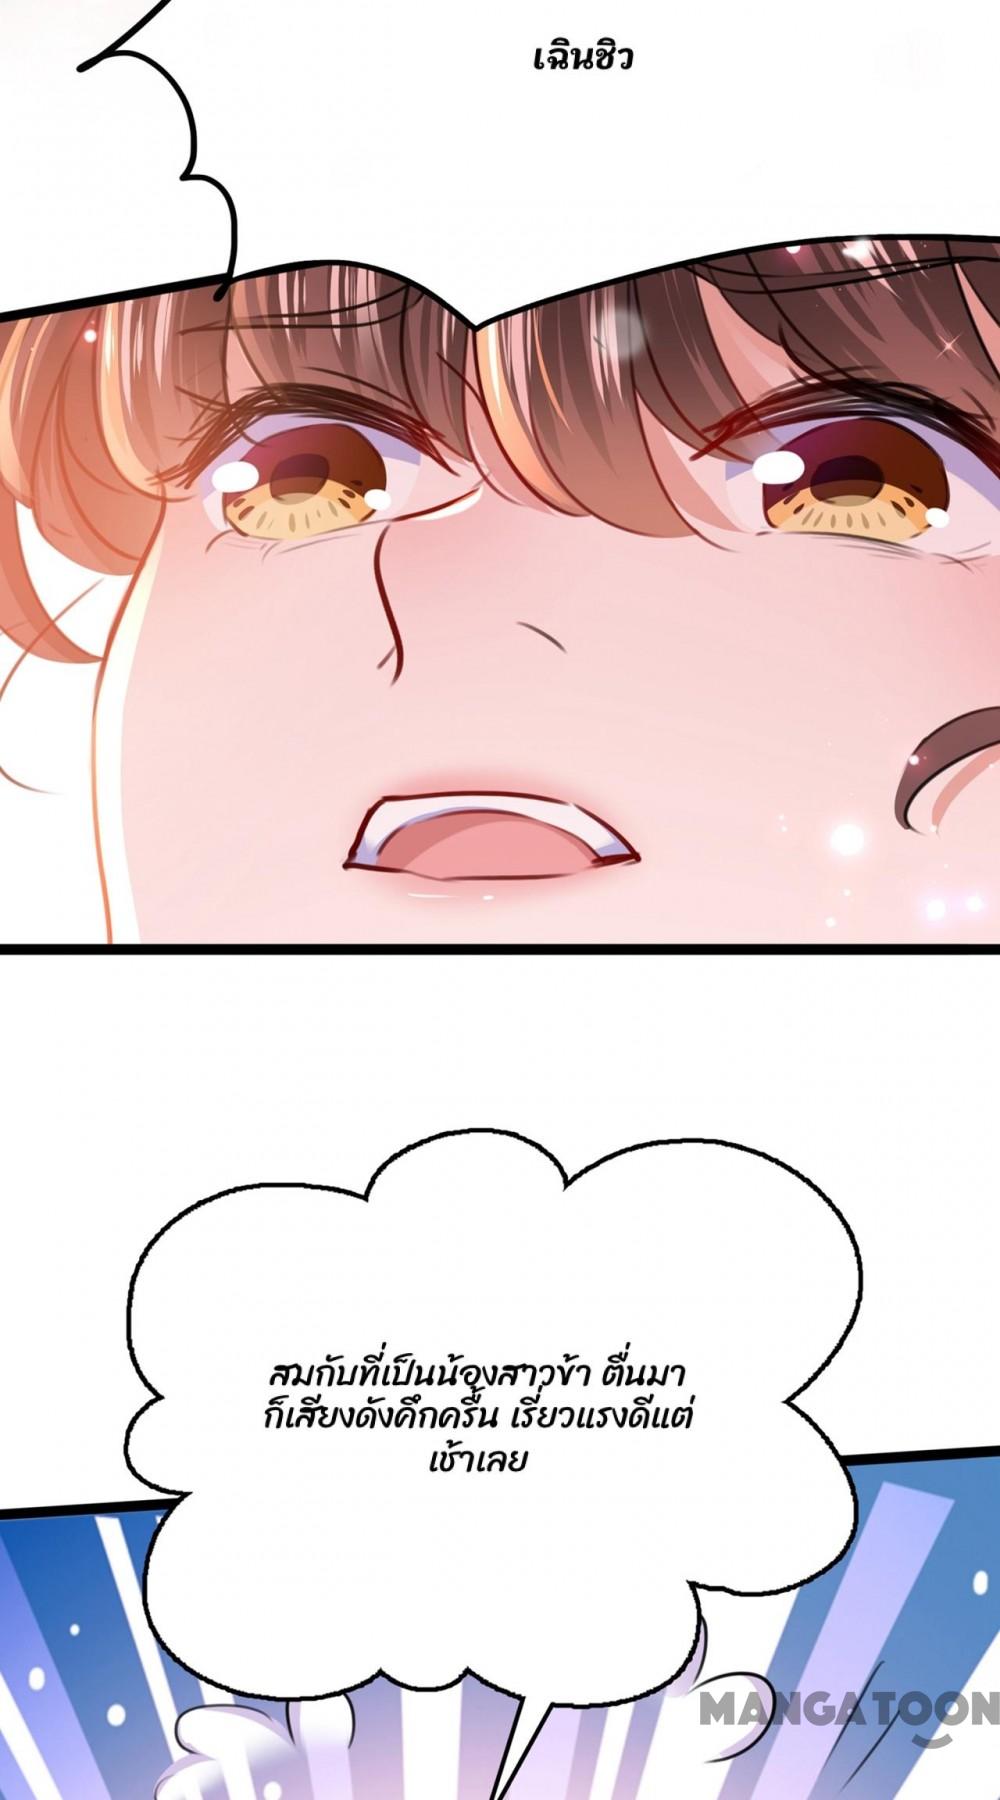 เฉินชิว
สมกับที่เป็นน้องสาวข้า ตื่นมา
ก็เสียงดังคึกครื้น เรี่ยวแรงดีแต่
เช้าเลย
MANGATOON